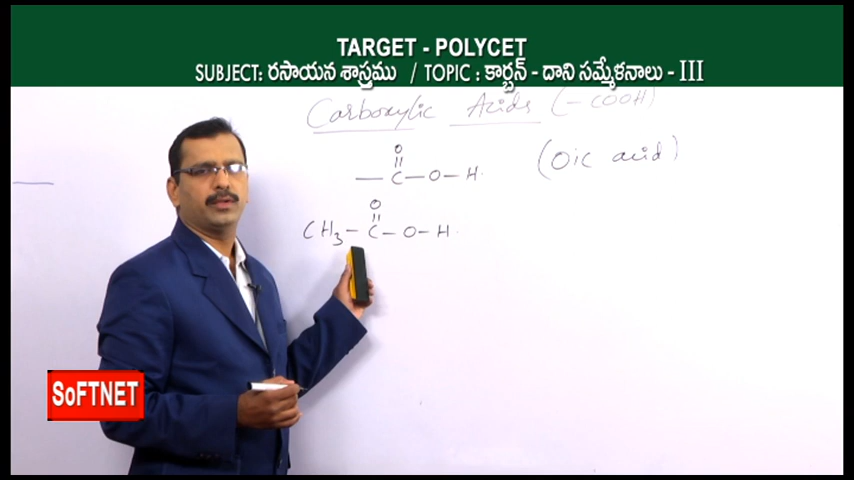 TARGET - POLYCET
SUBJECT: రసాయన శాస్త్రము / TOPIC : కార్బన్ - దాని సమ్మేళనాలు - III
Carboxylic Acids (-COOH)
(Oic acid)
O
||
— C — O — H
O
||
CH₃ — C — O — H
SoFTNET